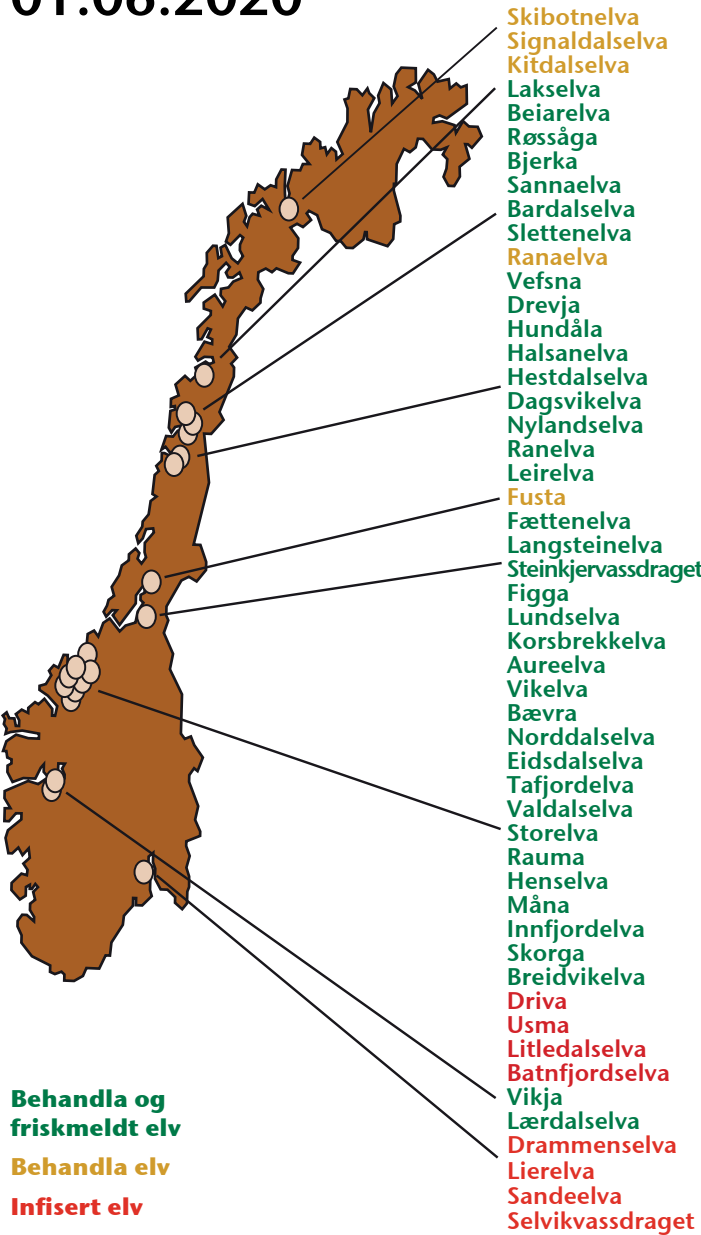 01.06.2020
Skibotnelva
Signaldalselva
Kitdalselva
Lakselva
Beiarelva
Røssåga
Bjerka
Sannaelva
Bardalselva
Slettenelva
Ranaelva
Vefsna
Drevja
Hundåla
Halsanelva
Hestdalselva
Dagsvikelva
Nylandselva
Ranelva
Leirelva
Fusta
Fættenelva
Langsteinelva
Steinkjervassdraget
Figga
Lundselva
Korsbrekkelva
Aureelva
Vikelva
Bævra
Norddalselva
Eidsdalselva
Tafjordelva
Valdalselva
Storelva
Rauma
Henselva
Måna
Innfjordelva
Skorga
Breidvikelva
Driva
Usma
Litledalselva
Batnfjordselva
Vikja
Lærdalselva
Drammenselva
Lierelva
Sandeelva
Selvikvassdraget
Behandla og
friskmeldt elv
Behandla elv
Infisert elv